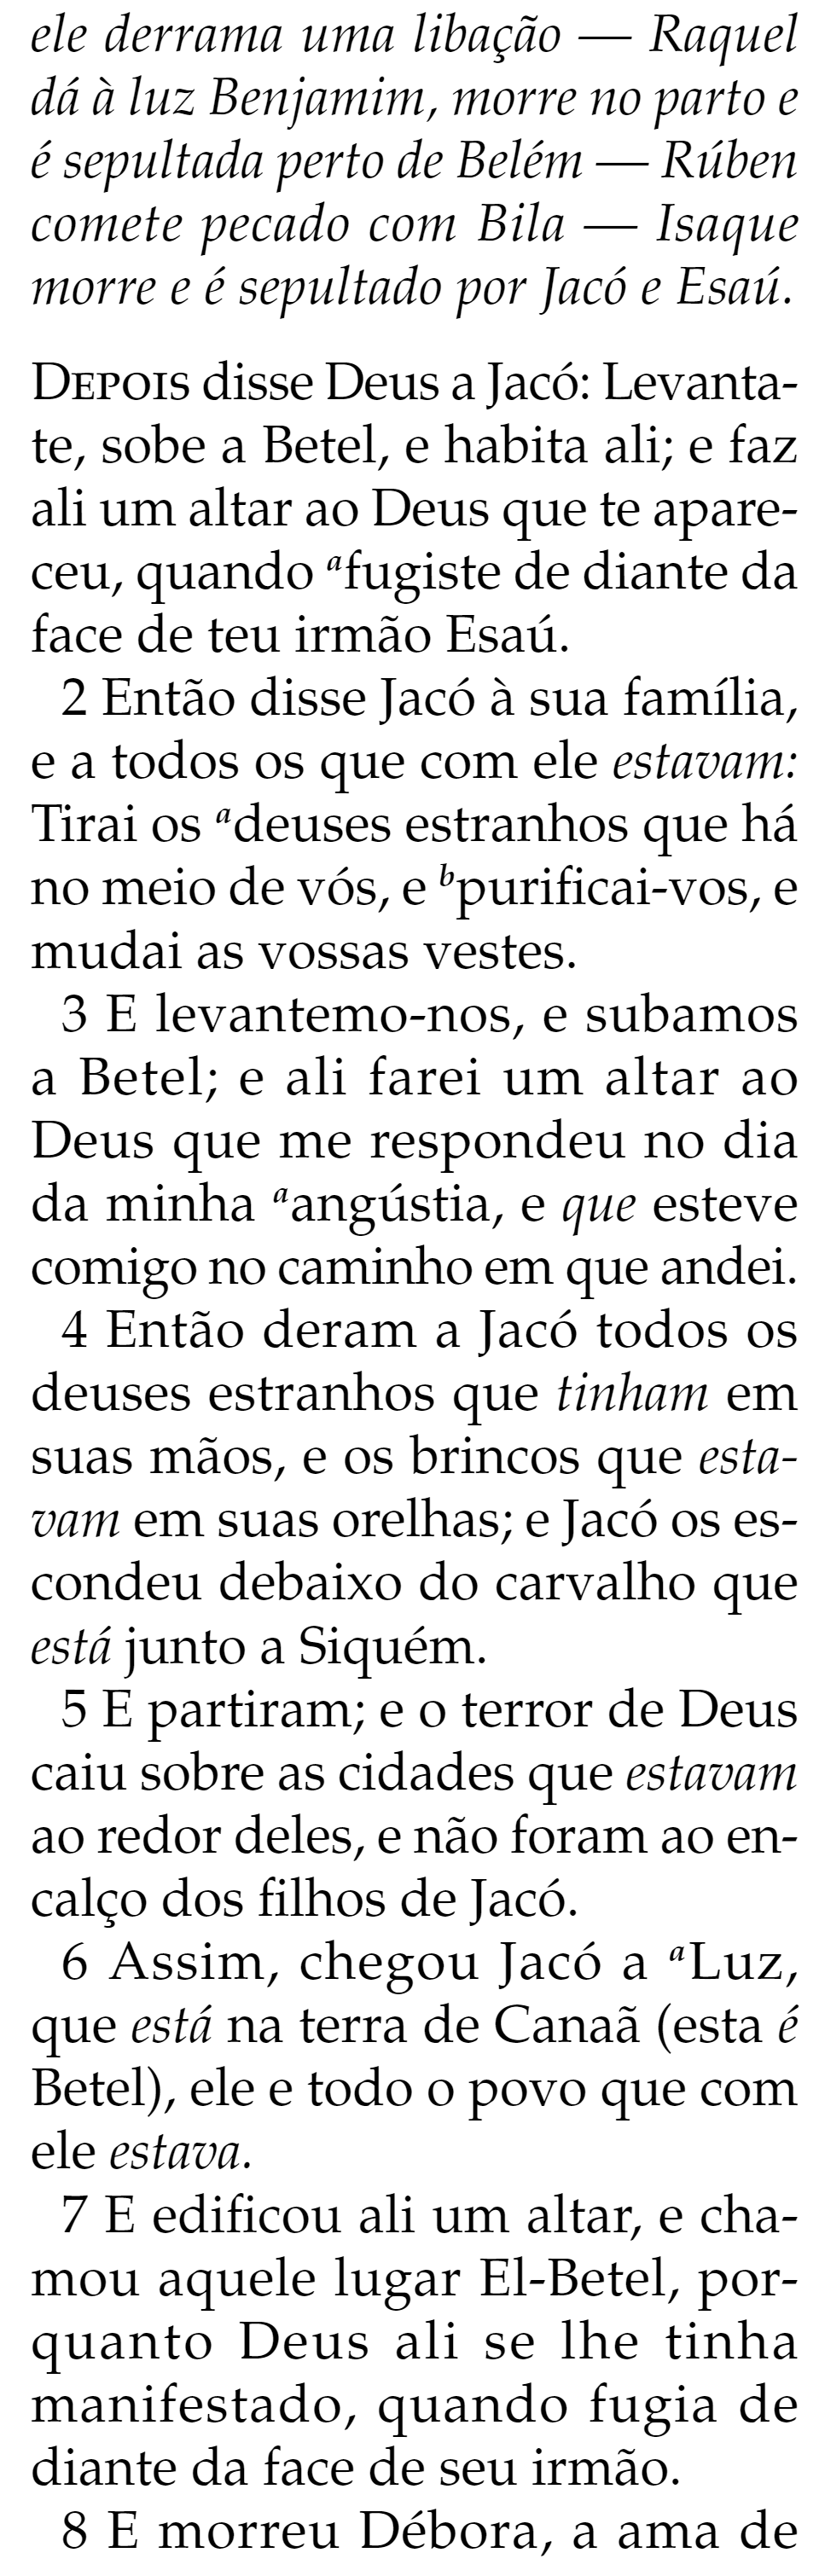 ele derrama uma libação — Raquel
dá à luz Benjamim, morre no parto e
é sepultada perto de Belém — Rúben
comete pecado com Bila — Isaque
morre e é sepultado por Jacó e Esaú.
Depois disse Deus a Jacó: Levanta-
te, sobe a Betel, e habita ali; e faz
ali um altar ao Deus que te apare-
ceu, quando ᵃfugiste de diante da
face de teu irmão Esaú.
2 Então disse Jacó à sua família,
e a todos os que com ele estavam:
Tirai os ᵃdeuses estranhos que há
no meio de vós, e ᵇpurificai-vos, e
mudai as vossas vestes.
3 E levantemo-nos, e subamos
a Betel; e ali farei um altar ao
Deus que me respondeu no dia
da minha ᵃangústia, e que esteve
comigo no caminho em que andei.
4 Então deram a Jacó todos os
deuses estranhos que tinham em
suas mãos, e os brincos que esta-
vam em suas orelhas; e Jacó os es-
condeu debaixo do carvalho que
está junto a Siquém.
5 E partiram; e o terror de Deus
caiu sobre as cidades que estavam
ao redor deles, e não foram ao en-
calço dos filhos de Jacó.
6 Assim, chegou Jacó a ᵃLuz,
que está na terra de Canaã (esta é
Betel), ele e todo o povo que com
ele estava.
7 E edificou ali um altar, e cha-
mou aquele lugar El-Betel, por-
quanto Deus ali se lhe tinha
manifestado, quando fugia de
diante da face de seu irmão.
8 E morreu Débora, a ama de